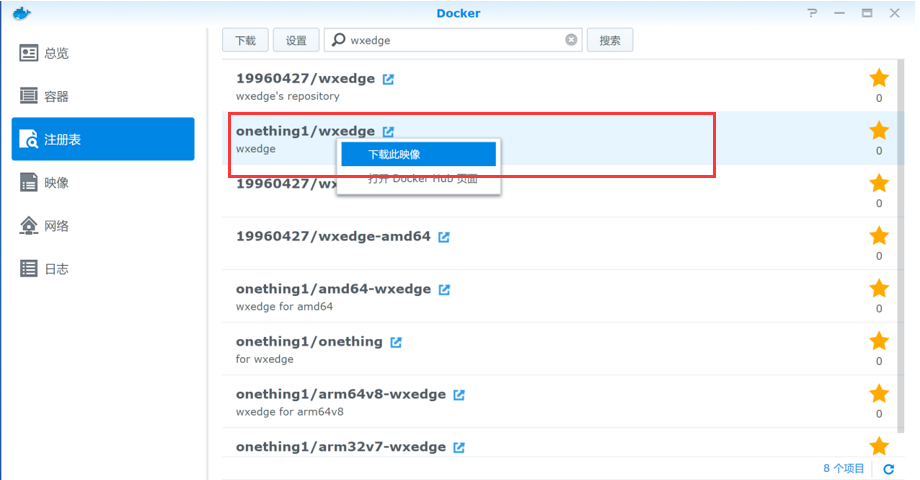 Docker
总览
容器
注册表
映像
网络
日志
下载
设置
wxedge
搜索
19960427/wxedge
wxedge's repository
0
onething1/wxedge
wxedge
0
下载此映像
打开 Docker Hub 页面
19960427/wx
0
19960427/wxedge-amd64
0
onething1/amd64-wxedge
wxedge for amd64
0
onething1/onething
for wxedge
0
onething1/arm64v8-wxedge
wxedge for arm64v8
0
onething1/arm32v7-wxedge
8 个项目